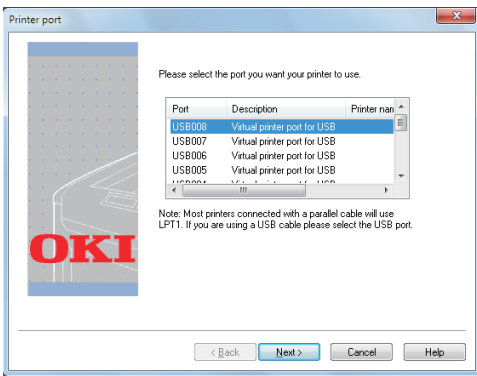 Printer port
Please select the port you want your printer to use.
Port Description Printer nan
USB008 Virtual printer port for USB
USB007 Virtual printer port for USB
USB006 Virtual printer port for USB
USB005 Virtual printer port for USB
Note: Most printers connected with a parallel cable will use
LPT1. If you are using a USB cable please select the USB port.
OKI
< Back Next > Cancel Help